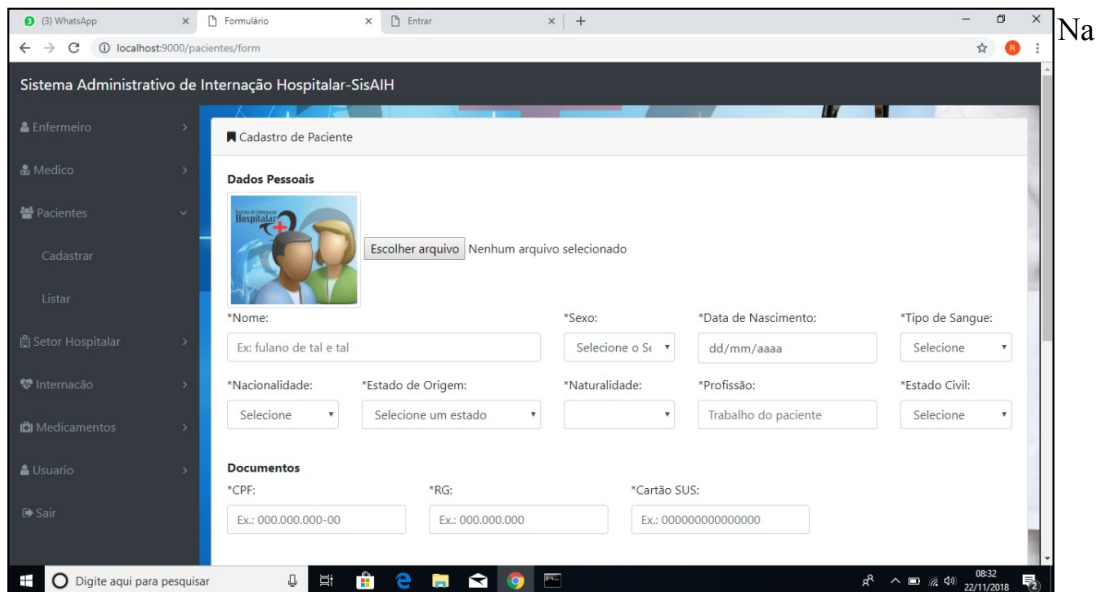 (3) WhatsApp
Formulário
Entrar
Na
localhost:9000/pacientes/form
R
Sistema Administrativo de Internação Hospitalar-SisAIH
Enfermeiro
Medico
Pacientes
Cadastrar
Listar
Setor Hospitalar
Internacão
Medicamentos
Usuario
Sair
Cadastro de Paciente
Dados Pessoais
Hospitalar
Escolher arquivo Nenhum arquivo selecionado
*Nome: *Sexo: *Data de Nascimento: *Tipo de Sangue:
Ex: fulano de tal e tal Selecione o Se dd/mm/aaaa Selecione
*Nacionalidade: *Estado de Origem: *Naturalidade: *Profissão: *Estado Civil:
Selecione Selecione um estado Trabalho do paciente Selecione
Documentos
*CPF: *RG: *Cartão SUS:
Ex.: 000.000.000-00 Ex.: 000.000.000 Ex.: 000000000000000
Digite aqui para pesquisar
08:32
22/11/2018